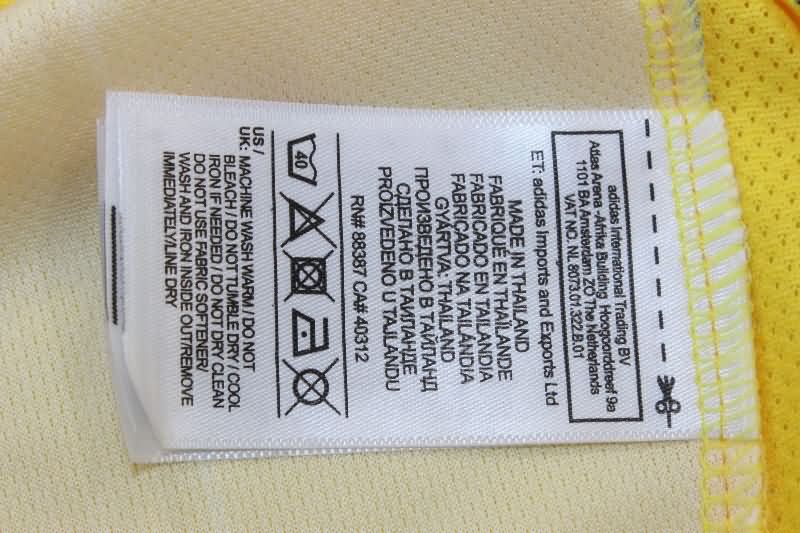 adidas International Trading BV
Atlas Arena -Afrika Building Hoogoorddreef 9a
1101 BA Amsterdam ZO The Netherlands
VAT NO. NL 8073.01.322.B.01
ET: adidas Imports and Exports Ltd
MADE IN THAILAND
FABRIQUÉ EN THAÏLANDE
FABRICADO EN TAILANDIA
FABRICADO NA TAILÂNDIA
GYÁRTVA: THAILAND
ПРОИЗВЕДЕНО В ТАЙЛАНД
СДЕЛАНО В ТАИЛАНДЕ
PROIZVEDENO U TAJLANDU
RN# 88387 CA# 40312
40
US /
UK: MACHINE WASH WARM / DO NOT
BLEACH / DO NOT TUMBLE DRY / COOL
IRON IF NEEDED / DO NOT DRY CLEAN
DO NOT USE FABRIC SOFTENER/
WASH AND IRON INSIDE OUT/REMOVE
IMMEDIATELY/LINE DRY